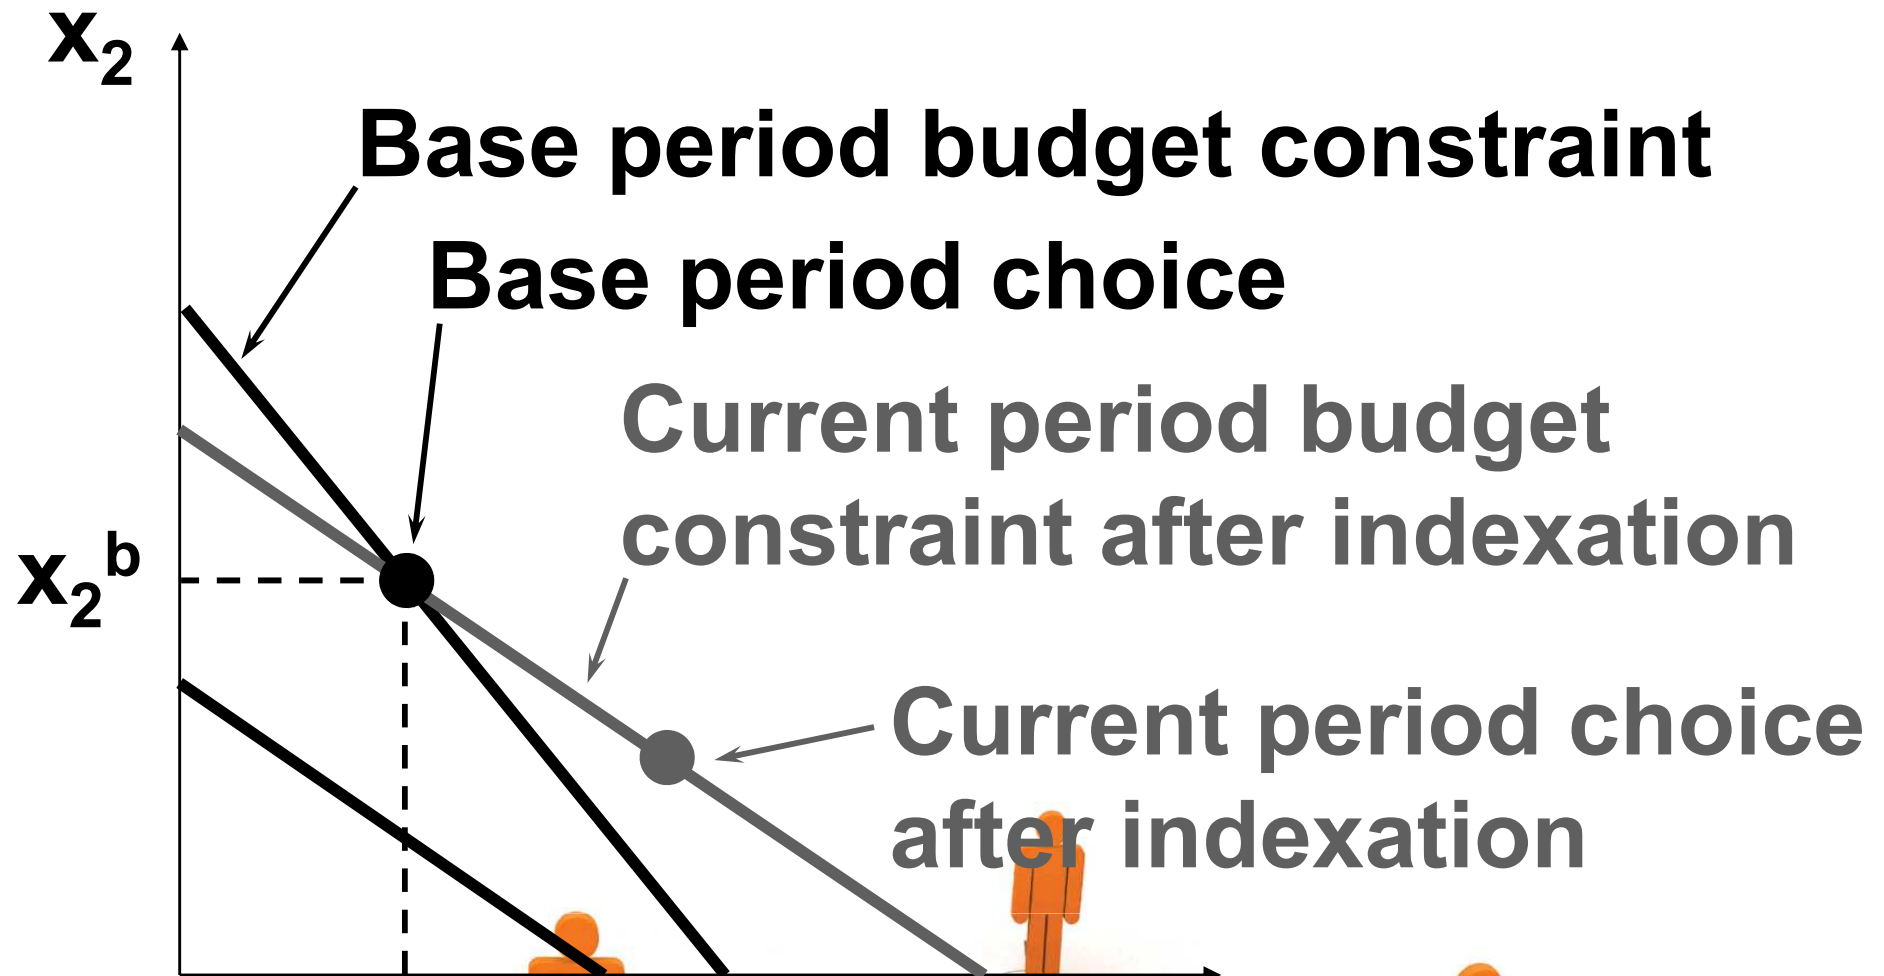 x₂
Base period budget constraint
Base period choice
Current period budget
constraint after indexation
x₂ᵇ
Current period choice
after indexation